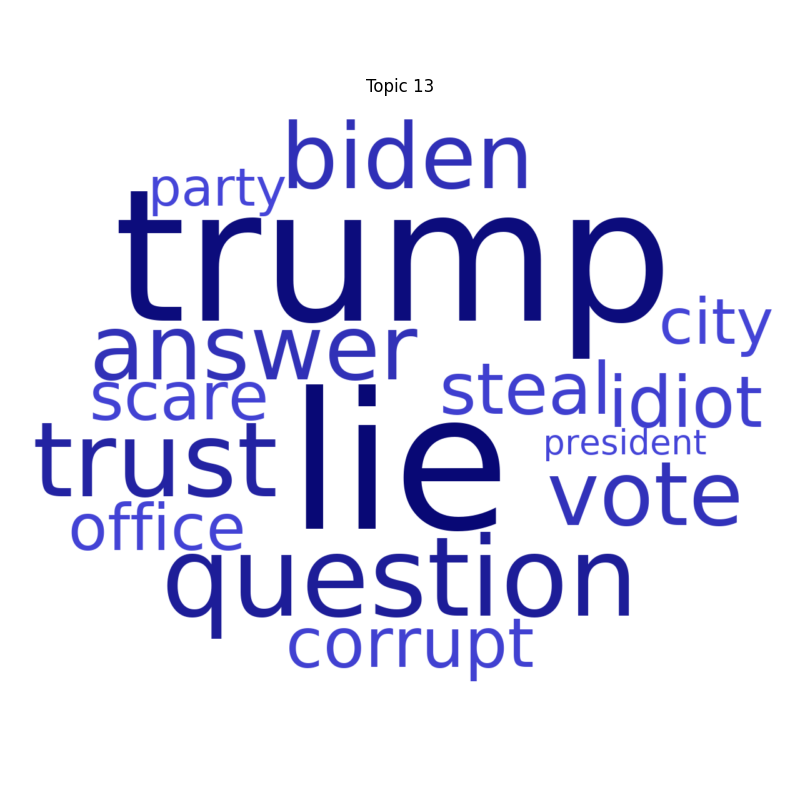 Topic 13
biden
party
trump
city
answer
scare
steal
idiot
president
lie
trust
vote
office
question
corrupt